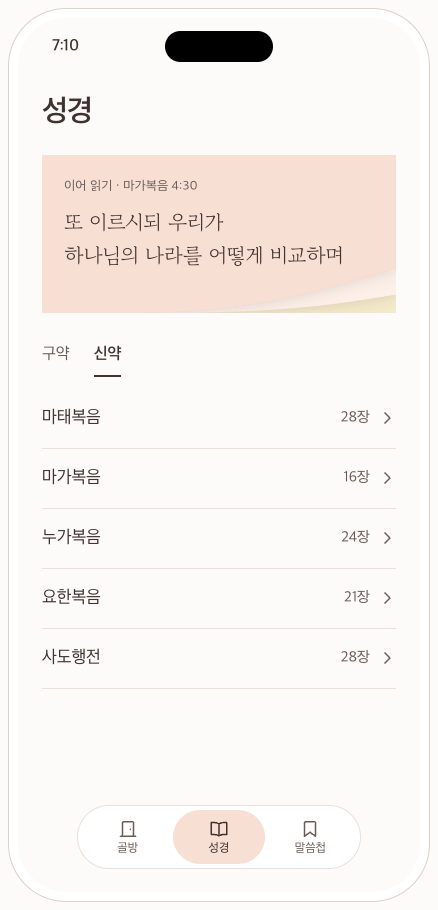 7:10
성경
이어 읽기 · 마가복음 4:30
또 이르시되 우리가
하나님의 나라를 어떻게 비교하며
구약 신약
마태복음 28장
마가복음 16장
누가복음 24장
요한복음 21장
사도행전 28장
골방 성경 말씀첩